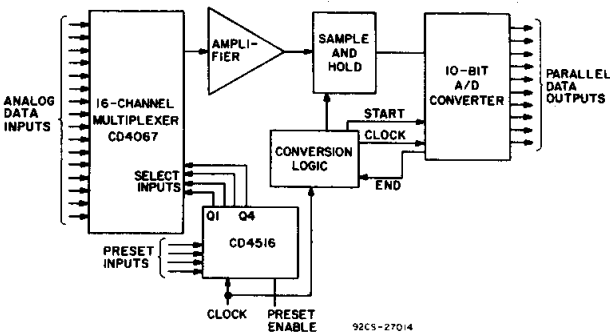 ANALOG
DATA
INPUTS
16-CHANNEL
MULTIPLEXER
CD4067
AMPLI-
FIER
SAMPLE
AND
HOLD
10-BIT
A/D
CONVERTER
PARALLEL
DATA
OUTPUTS
START
CLOCK
END
CONVERSION
LOGIC
SELECT
INPUTS
Q1 Q4
CD4516
PRESET
INPUTS
CLOCK
PRESET
ENABLE
92CS-27014